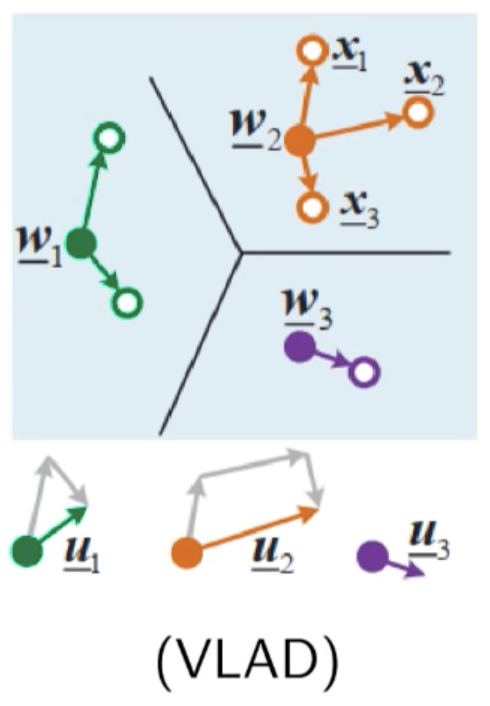 x₁
x₂
w₂
x₃
w₁
w₃
u₁
u₂
u₃
(VLAD)